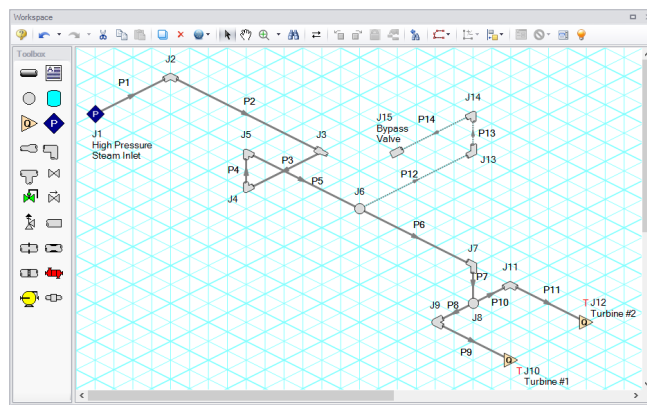 Workspace
Toolbox
A
Q
P
J2
P1
P
J1
High Pressure
Steam Inlet
P2
J15
Bypass
Valve
P14
J14
P13
J13
J5
J3
P4
P3
P5
J4
J6
P12
P6
J7
P7
J11
J9
P8
P10
P11
J8
T J12
Turbine #2
Q
P9
Q
T J10
Turbine #1